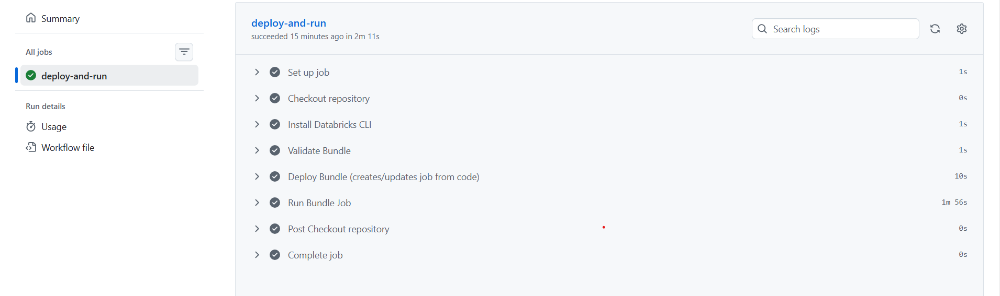 Summary
All jobs
deploy-and-run
Run details
Usage
Workflow file
deploy-and-run
succeeded 15 minutes ago in 2m 11s
Search logs
Set up job 1s
Checkout repository 0s
Install Databricks CLI 1s
Validate Bundle 1s
Deploy Bundle (creates/updates job from code) 10s
Run Bundle Job 1m 56s
Post Checkout repository 0s
Complete job 0s